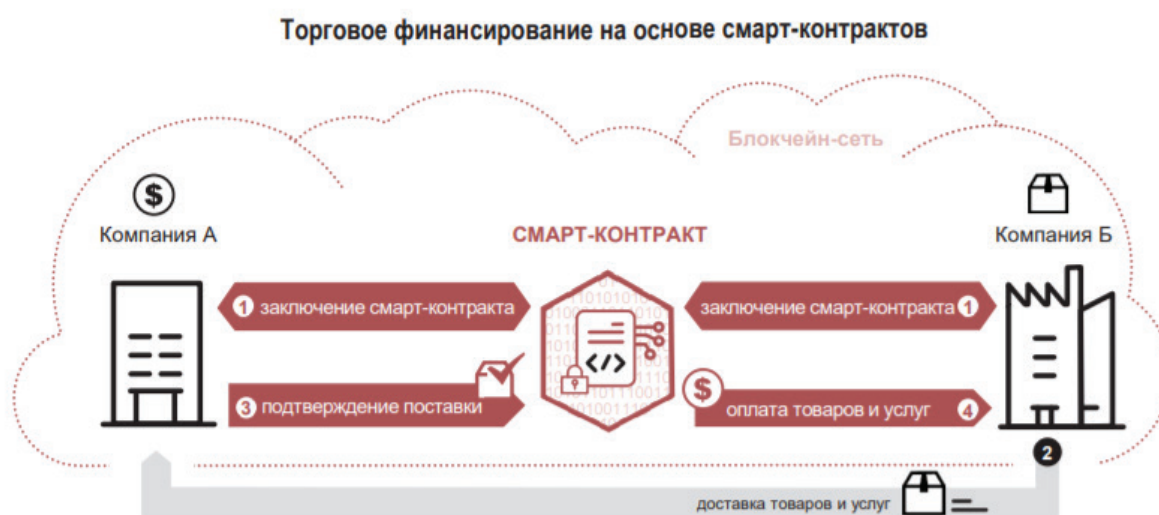 Торговое финансирование на основе смарт-контрактов
Блокчейн-сеть
$
Компания А
СМАРТ-КОНТРАКТ
Компания Б
1 заключение смарт-контракта
заключение смарт-контракта 1
</>
3 подтверждение поставки
$
оплата товаров и услуг 4
2
доставка товаров и услуг